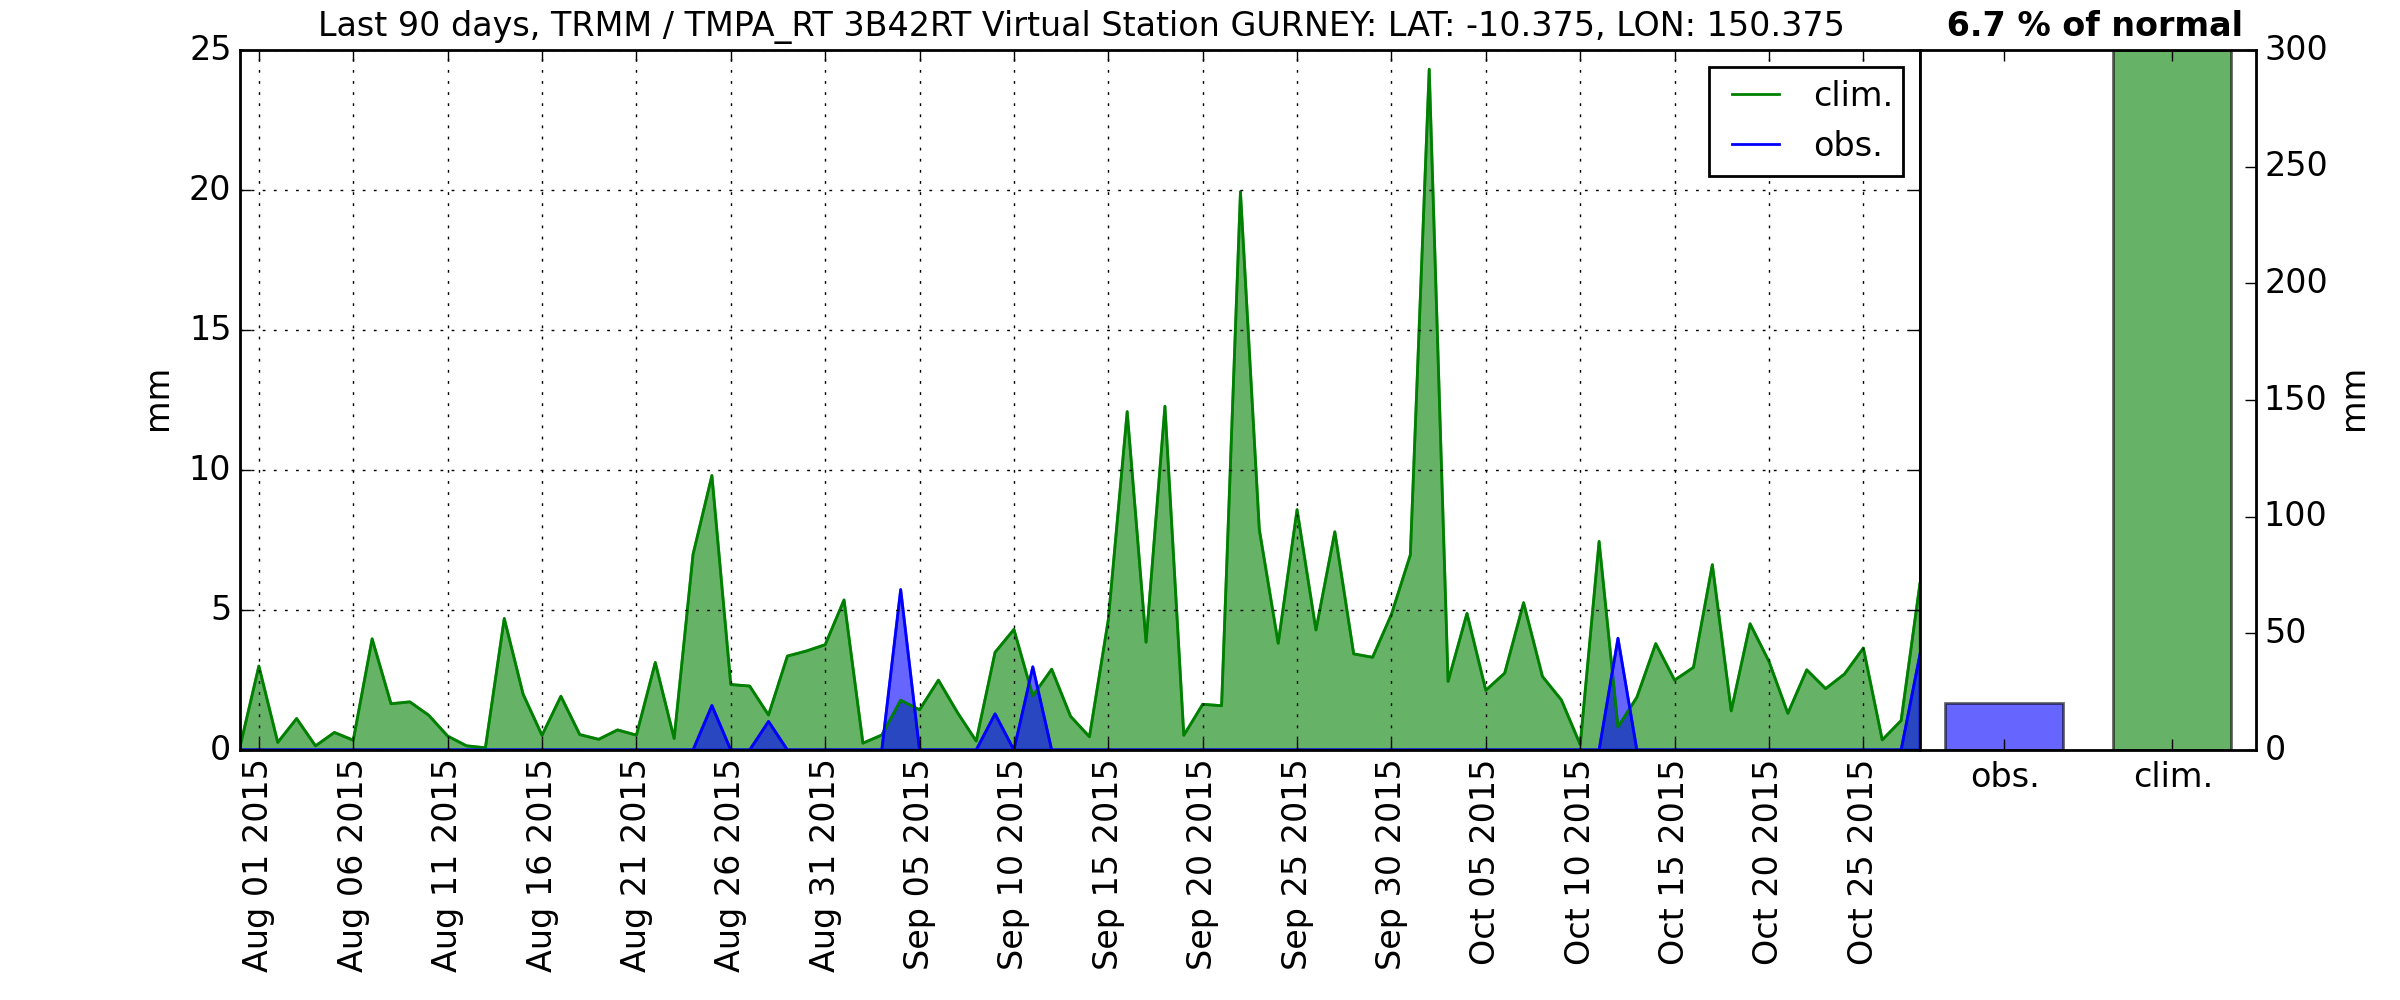 Last 90 days, TRMM / TMPA_RT 3B42RT Virtual Station GURNEY: LAT: -10.375, LON: 150.375
6.7 % of normal
25
20
15
10
5
0
mm
clim.
obs.
300
250
200
150
100
50
0
mm
obs.
clim.
Aug 01 2015
Aug 06 2015
Aug 11 2015
Aug 16 2015
Aug 21 2015
Aug 26 2015
Aug 31 2015
Sep 05 2015
Sep 10 2015
Sep 15 2015
Sep 20 2015
Sep 25 2015
Sep 30 2015
Oct 05 2015
Oct 10 2015
Oct 15 2015
Oct 20 2015
Oct 25 2015